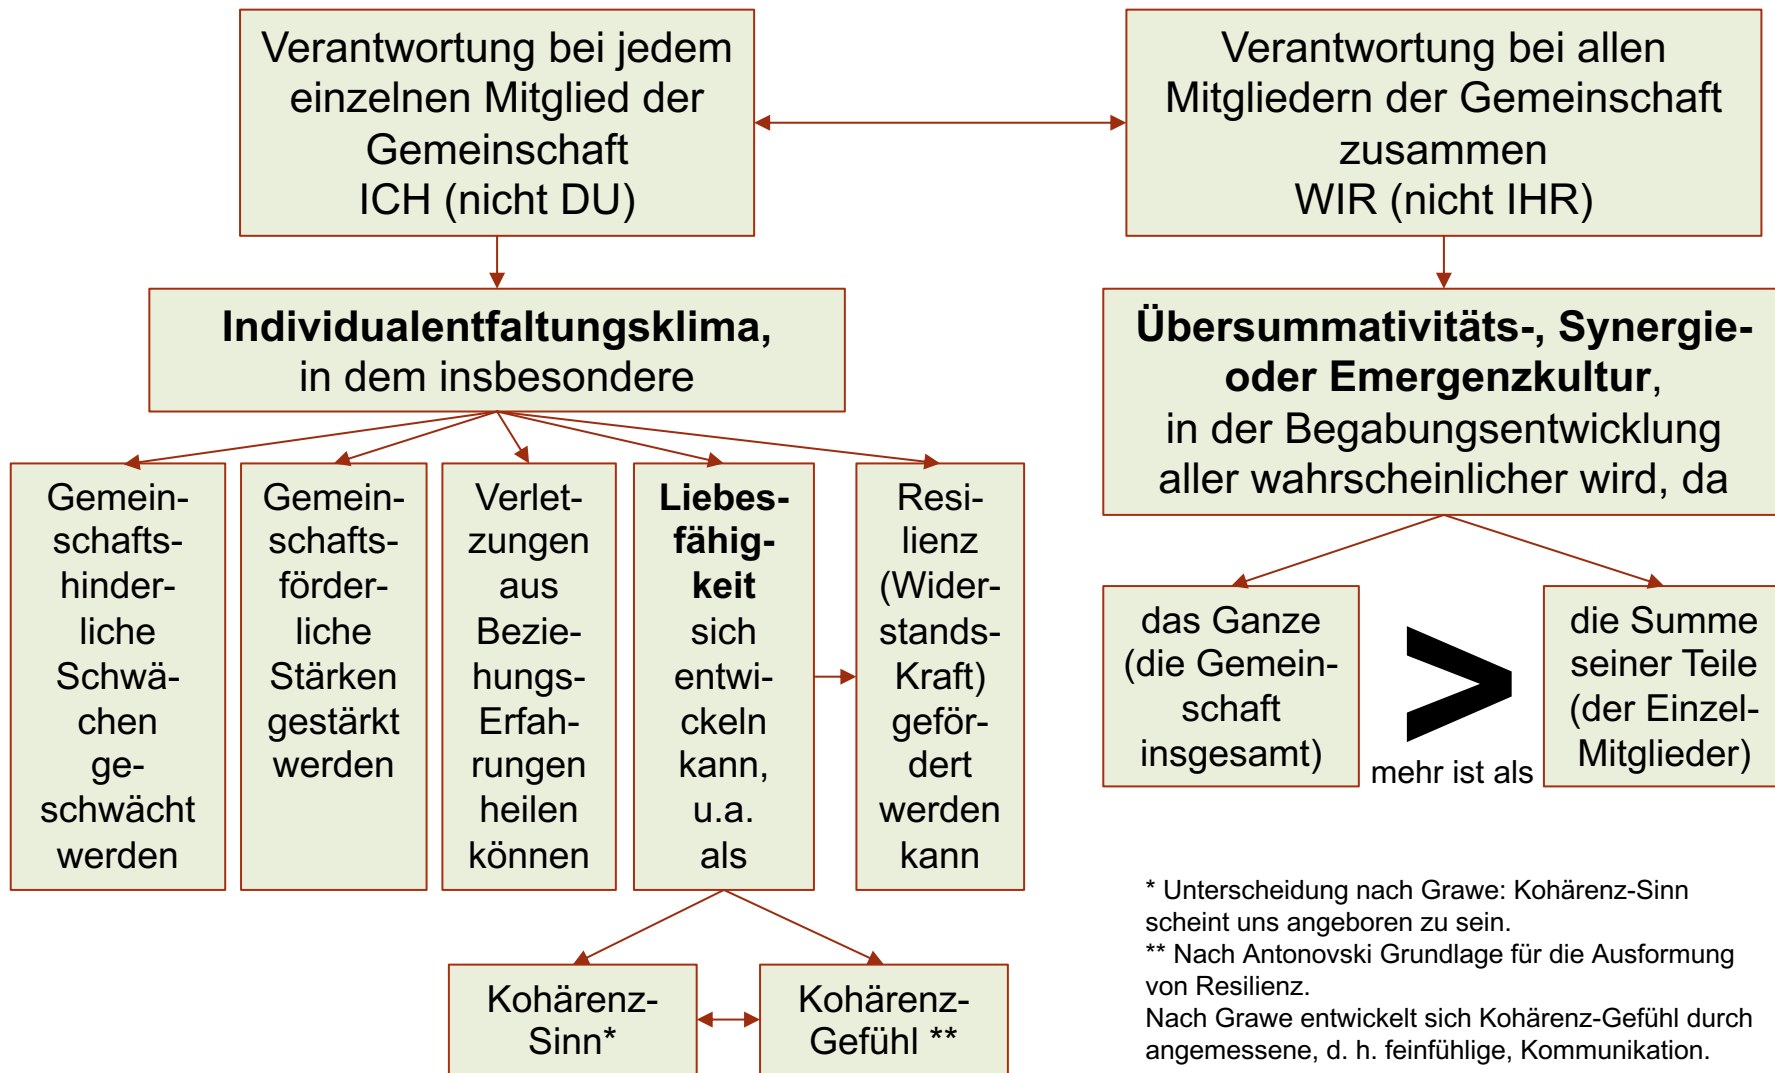 Verantwortung bei jedem
einzelnen Mitglied der
Gemeinschaft
ICH (nicht DU)
Verantwortung bei allen
Mitgliedern der Gemeinschaft
zusammen
WIR (nicht IHR)
Individualentfaltungsklima,
in dem insbesondere
Übersummativitäts-, Synergie-
oder Emergenzkultur,
in der Begabungsentwicklung
aller wahrscheinlicher wird, da
Gemein-
schafts-
hinder-
liche
Schwä-
chen
ge-
schwächt
werden
Gemein-
schafts-
förder-
liche
Stärken
gestärkt
werden
Verlet-
zungen
aus
Bezie-
hungs-
Erfah-
rungen
heilen
können
Liebes-
fähig-
keit
sich
entwi-
ckeln
kann,
u.a.
als
Resi-
lienz
(Wider-
stands-
Kraft)
geför-
dert
werden
kann
das Ganze
(die Gemein-
schaft
insgesamt)
>
mehr ist als
die Summe
seiner Teile
(der Einzel-
Mitglieder)
Kohärenz-
Sinn*
Kohärenz-
Gefühl **
* Unterscheidung nach Grawe: Kohärenz-Sinn
scheint uns angeboren zu sein.
** Nach Antonovski Grundlage für die Ausformung
von Resilienz.
Nach Grawe entwickelt sich Kohärenz-Gefühl durch
angemessene, d. h. feinfühlige, Kommunikation.